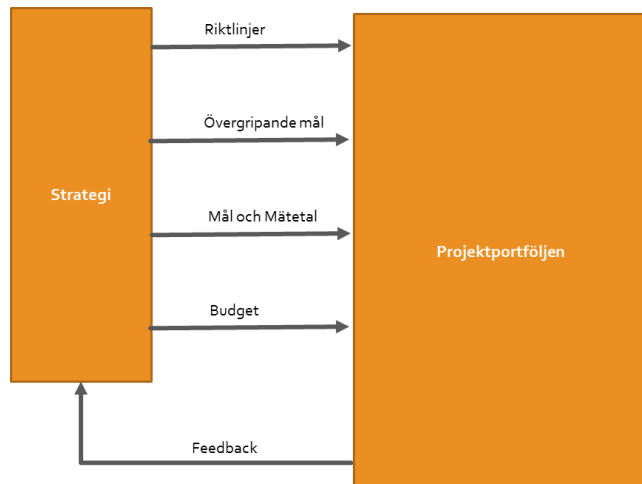 Riktlinjer
Övergripande mål
Strategi
Mål och Mätetal
Projektportföljen
Budget
Feedback